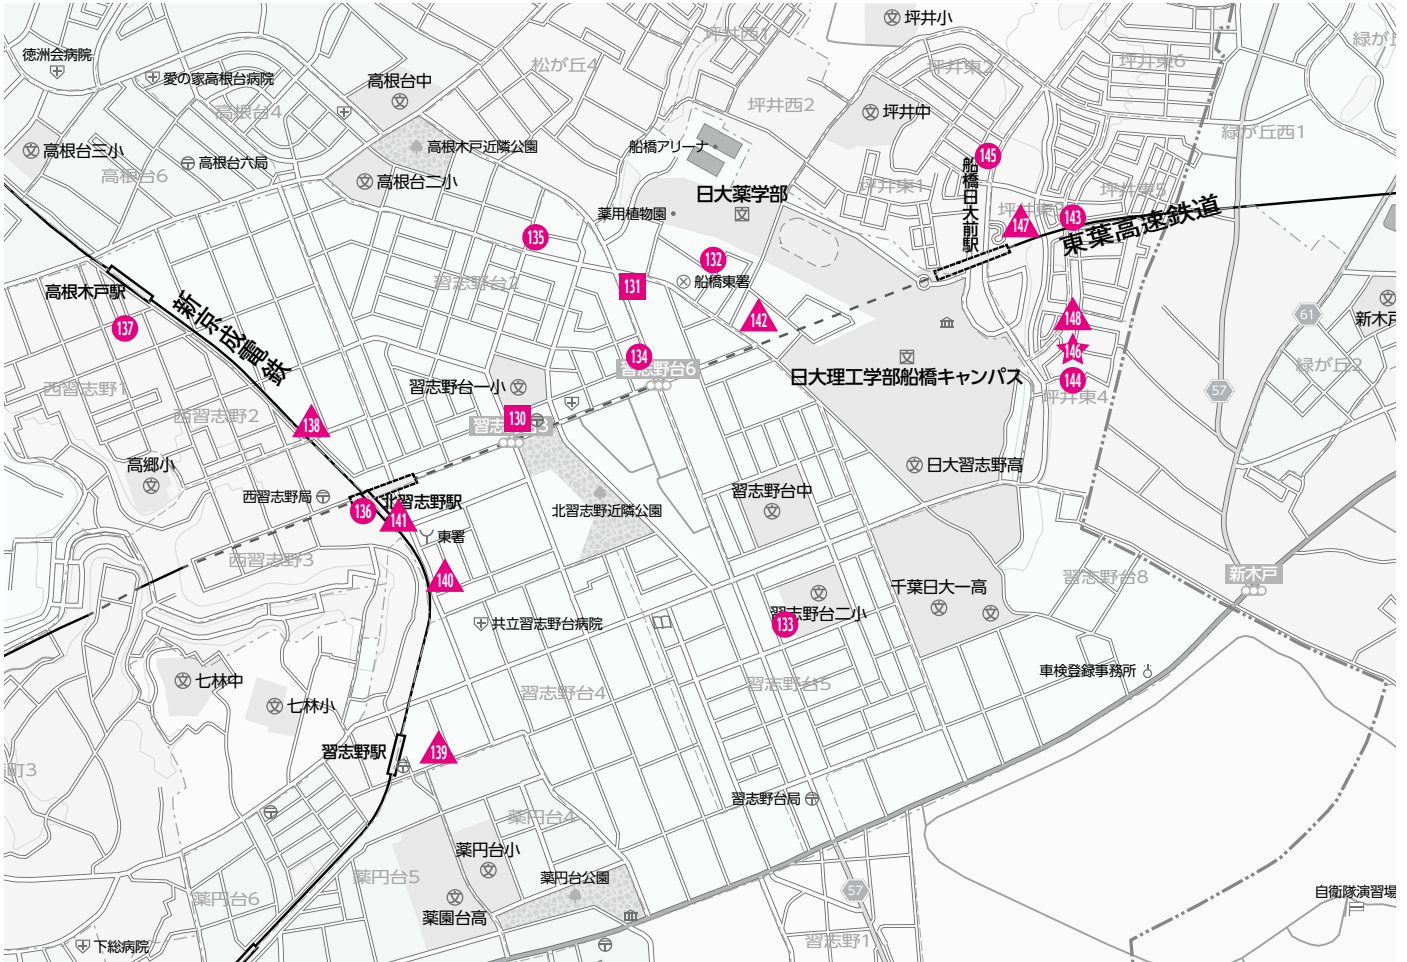 坪井小
徳洲会病院
愛の家高根台病院
高根台中
松が丘4
坪井西1
坪井東2
坪井東6
高根台4
坪井西2
坪井中
緑が丘西1
高根台三小
高根台六局
高根木戸近隣公園
船橋アリーナ
145
高根台6
高根台二小
日大薬学部
坪井東1
坪井東5
船橋日大前駅
薬用植物園
坪井東3
143
147
東葉高速鉄道
135
132
習志野台2
131
船橋東署
高根木戸駅
137
新京成電鉄
142
148
61
新木戸
134
146
習志野台6
緑が丘2
西習志野1
習志野台一小
日大理工学部船橋キャンパス
144
57
坪井東4
西習志野2
138
130
習志野台3
高郷小
日大習志野高
西習志野局
136
北習志野駅
141
習志野台中
北習志野近隣公園
東署
西習志野3
140
千葉日大一高
習志野台8
新木戸
共立習志野台病院
習志野台二小
133
七林中
車検登録事務所
習志野台4
習志野台5
七林小
習志野駅
139
町3
習志野台局
薬円台4
薬円台小
薬円台5
薬円台公園
57
自衛隊演習場
薬円台6
薬園台高
下総病院
習志野1